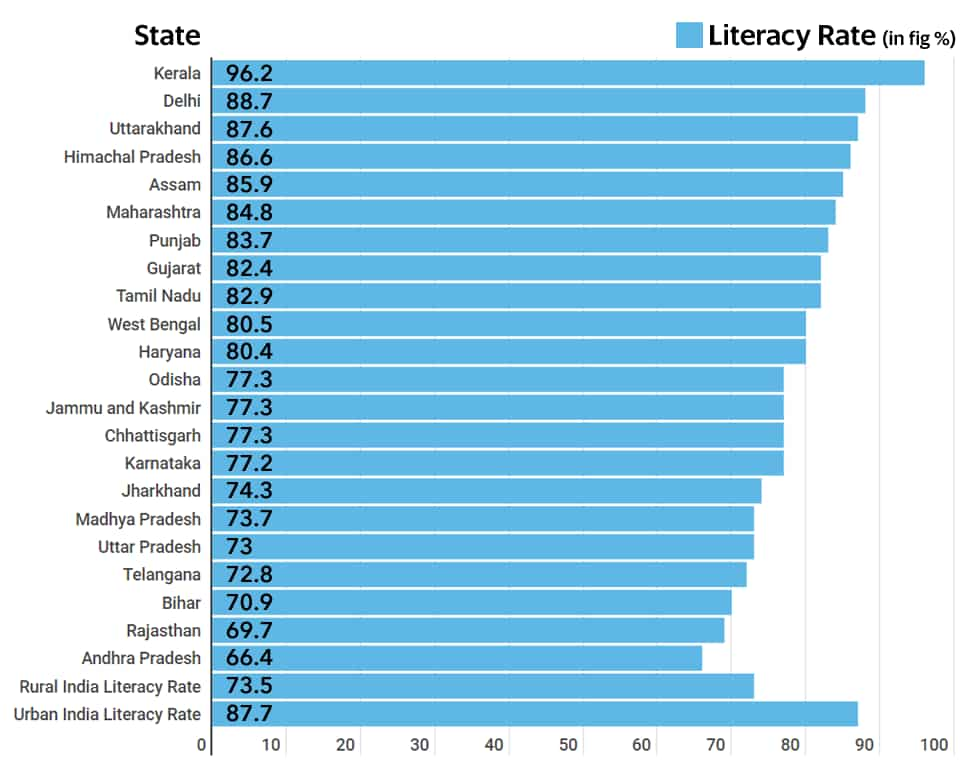 State Literacy Rate (in fig %)
Kerala 96.2
Delhi 88.7
Uttarakhand 87.6
Himachal Pradesh 86.6
Assam 85.9
Maharashtra 84.8
Punjab 83.7
Gujarat 82.4
Tamil Nadu 82.9
West Bengal 80.5
Haryana 80.4
Odisha 77.3
Jammu and Kashmir 77.3
Chhattisgarh 77.3
Karnataka 77.2
Jharkhand 74.3
Madhya Pradesh 73.7
Uttar Pradesh 73
Telangana 72.8
Bihar 70.9
Rajasthan 69.7
Andhra Pradesh 66.4
Rural India Literacy Rate 73.5
Urban India Literacy Rate 87.7
0 10 20 30 40 50 60 70 80 90 100